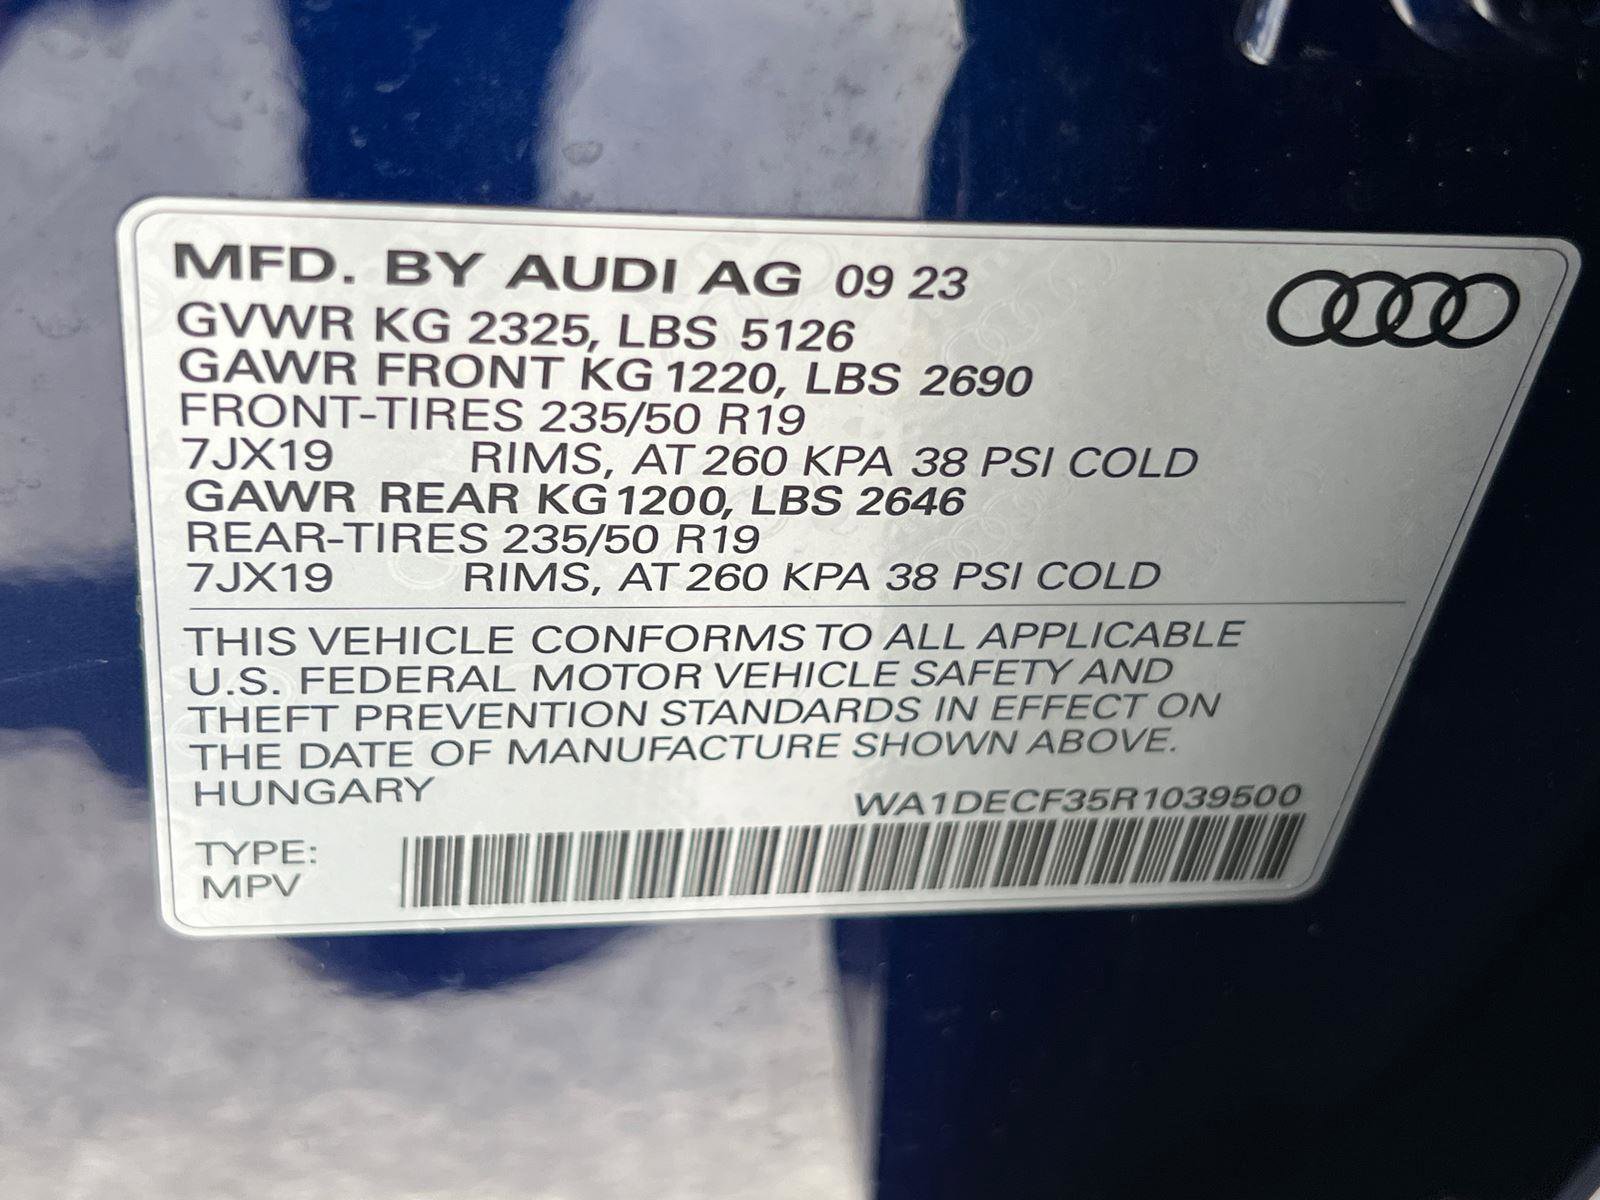 MFD. BY AUDI AG 09 23
GVWR KG 2325, LBS 5126
GAWR FRONT KG 1220, LBS 2690
FRONT-TIRES 235/50 R19
7JX19 RIMS, AT 260 KPA 38 PSI COLD
GAWR REAR KG 1200, LBS 2646
REAR-TIRES 235/50 R19
7JX19 RIMS, AT 260 KPA 38 PSI COLD
THIS VEHICLE CONFORMS TO ALL APPLICABLE
U.S. FEDERAL MOTOR VEHICLE SAFETY AND
THEFT PREVENTION STANDARDS IN EFFECT ON
THE DATE OF MANUFACTURE SHOWN ABOVE.
HUNGARY
WA1DECF35R1039500
TYPE:
MPV